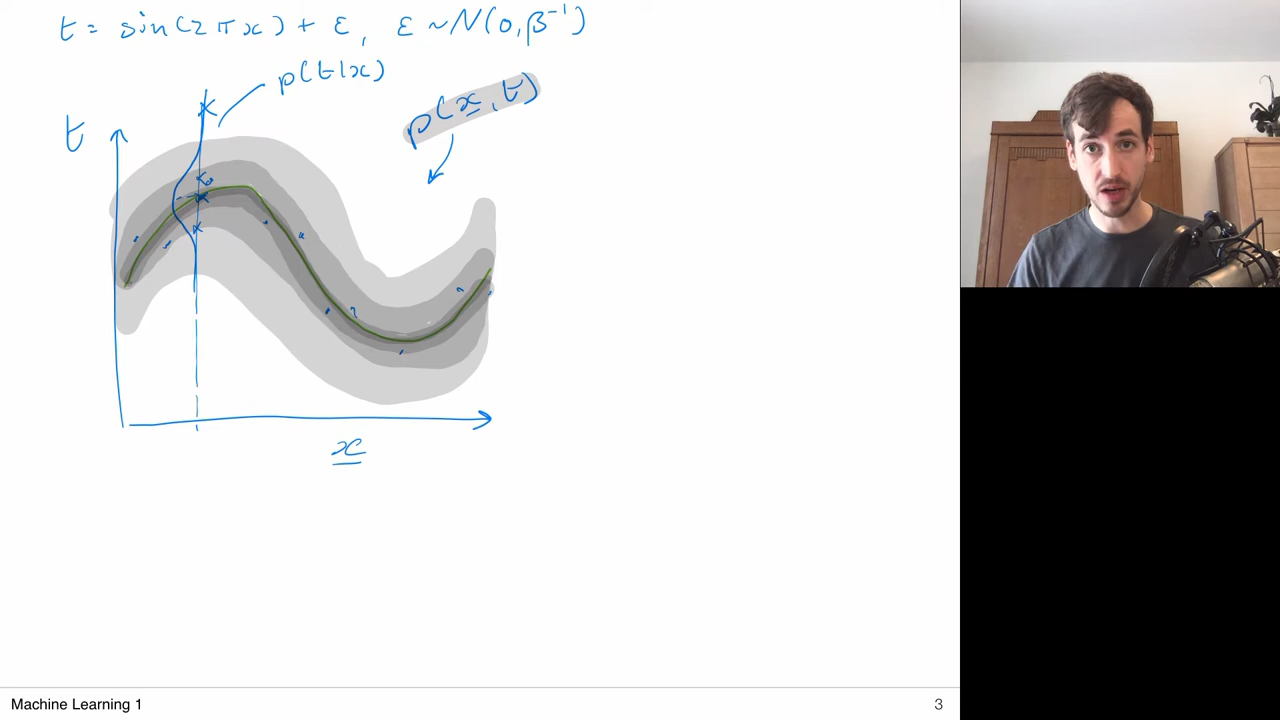 t = sin(2πx) + ε, ε ~ N(0, β⁻¹)
p(t|x)
p(x, t)
t
x
Machine Learning 1
3